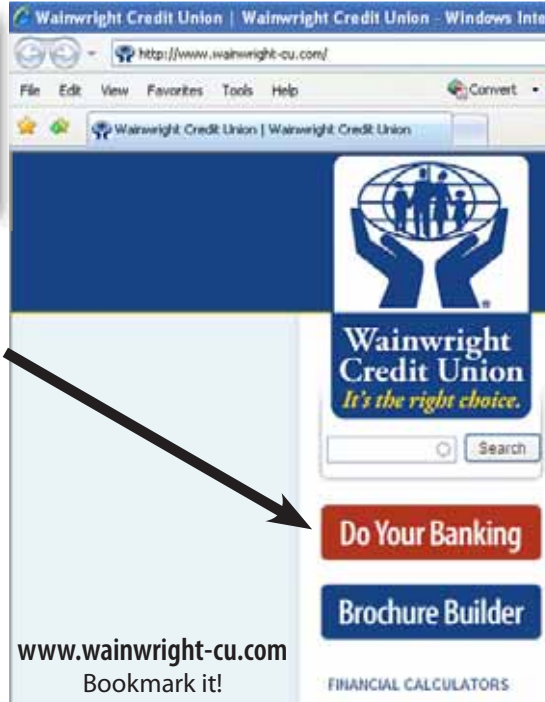 Wainwright Credit Union | Wainwright Credit Union - Windows Inte
http://www.wainwright-cu.com/
File Edit View Favorites Tools Help Convert
Wainwright Credit Union | Wainwright Credit Union
Wainwright
Credit Union
It's the right choice.
Search
Do Your Banking
Brochure Builder
www.wainwright-cu.com
Bookmark it!
FINANCIAL CALCULATORS